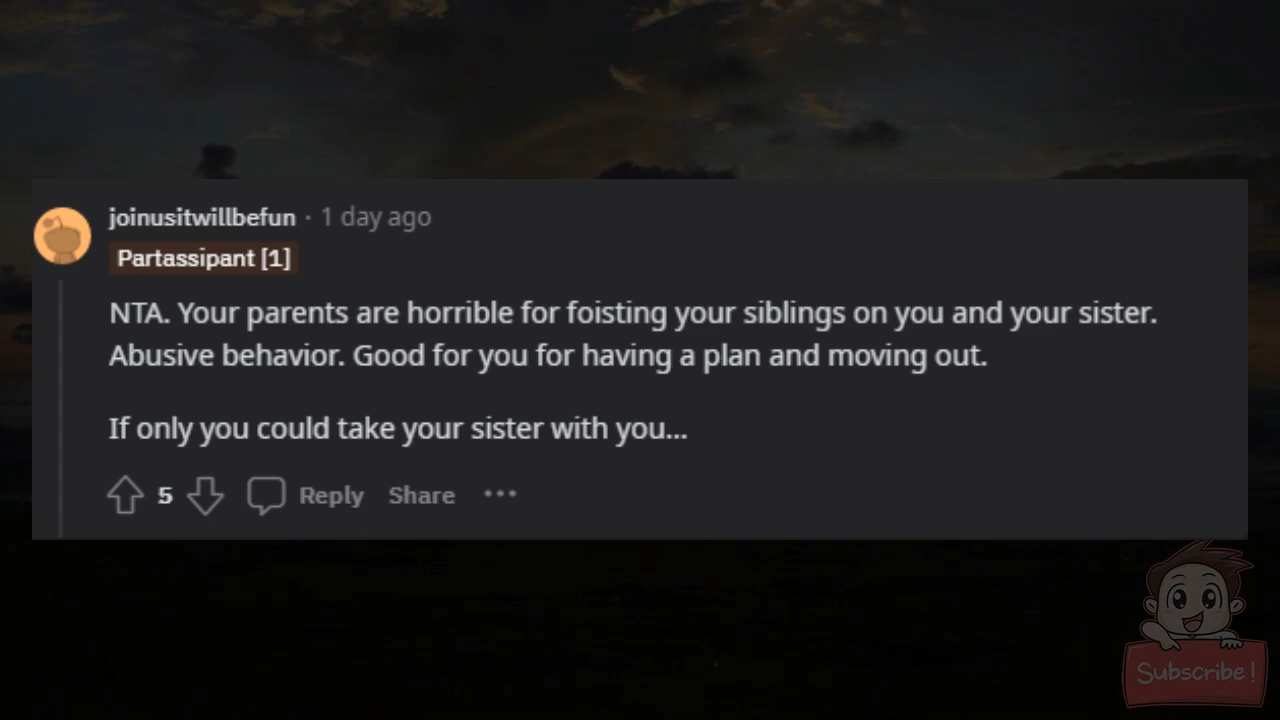 joinusitwillbefun · 1 day ago
Partassipant [1]
NTA. Your parents are horrible for foisting your siblings on you and your sister.
Abusive behavior. Good for you for having a plan and moving out.
If only you could take your sister with you...
5 Reply Share ···
Subscribe!